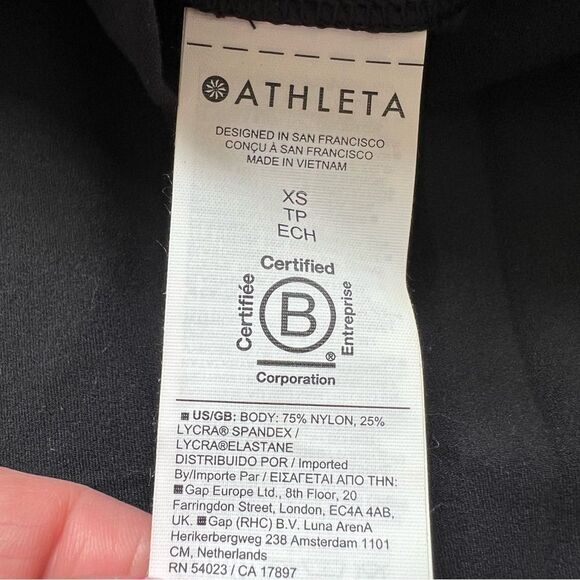 ATHLETA
DESIGNED IN SAN FRANCISCO
CONÇU À SAN FRANCISCO
MADE IN VIETNAM
XS
TP
ECH
Certified
Certifiée
B
Entreprise
®
Corporation
US/GB: BODY: 75% NYLON, 25%
LYCRA® SPANDEX /
LYCRA®ELASTANE
DISTRIBUIDO POR / Imported
By/Importe Par / ΕΙΣΑΓΕΤΑΙ ΑΠΟ ΤΗΝ:
Gap Europe Ltd., 8th Floor, 20
Farringdon Street, London, EC4A 4AB,
UK. Gap (RHC) B.V. Luna ArenA
Herikerbergweg 238 Amsterdam 1101
CM, Netherlands
RN 54023 / CA 17897